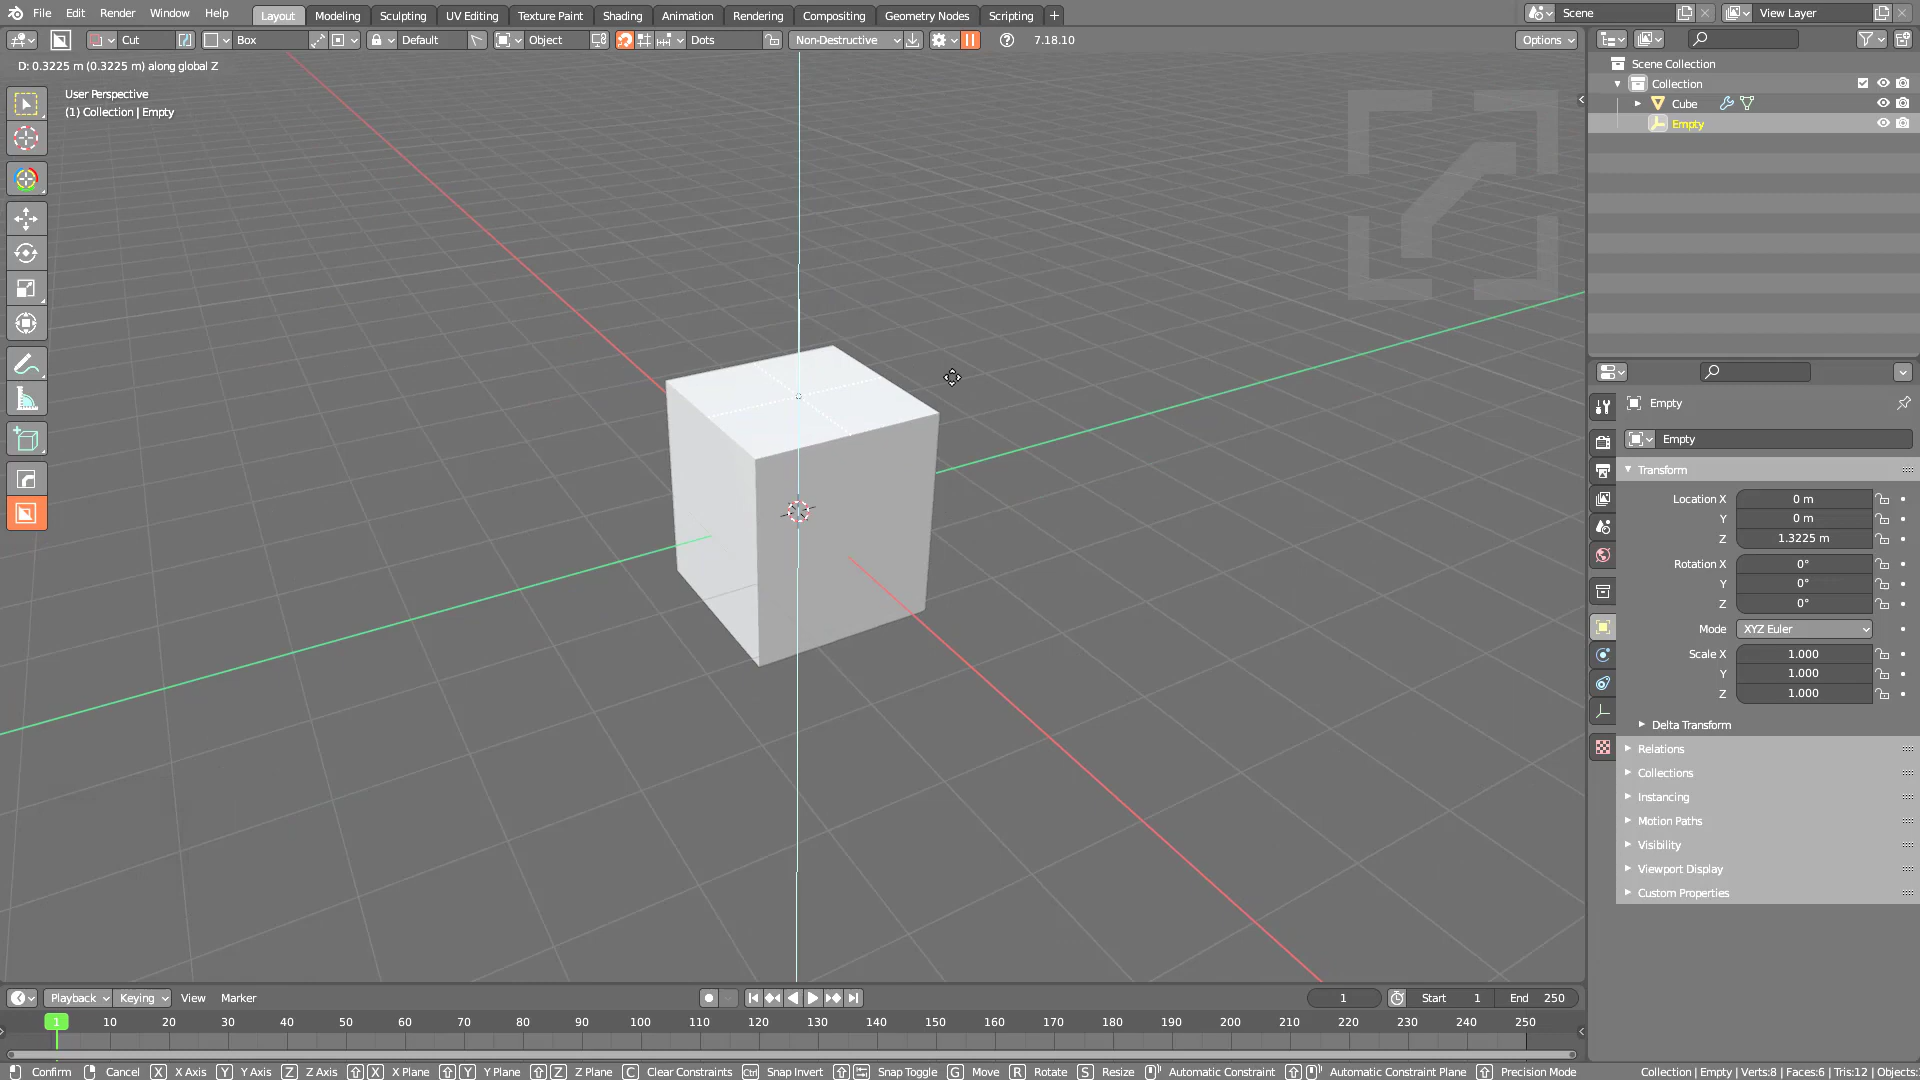 File Edit Render Window Help Layout Modeling Sculpting UV Editing Texture Paint Shading Animation Rendering Compositing Geometry Nodes Scripting + Scene View Layer
Cut Box Default Object Dots Non-Destructive 7.18.10 Options
D: 0.3225 m (0.3225 m) along global Z
User Perspective
(1) Collection | Empty
Scene Collection
Collection
Cube
Empty
Empty
Empty
Transform
Location X 0 m
Y 0 m
Z 1.3225 m
Rotation X 0°
Y 0°
Z 0°
Mode XYZ Euler
Scale X 1.000
Y 1.000
Z 1.000
Delta Transform
Relations
Collections
Instancing
Motion Paths
Visibility
Viewport Display
Custom Properties
Playback Keying View Marker 1 Start 1 End 250
1 10 20 30 40 50 60 70 80 90 100 110 120 130 140 150 160 170 180 190 200 210 220 230 240 250
Confirm Cancel X X Axis Y Y Axis Z Z Axis X X Plane Y Y Plane Z Z Plane C Clear Constraints Ctrl Snap Invert Snap Toggle G Move R Rotate S Resize Automatic Constraint Automatic Constraint Plane Precision Mode Collection | Empty | Verts:8 | Faces:6 | Tris:12 | Objects: